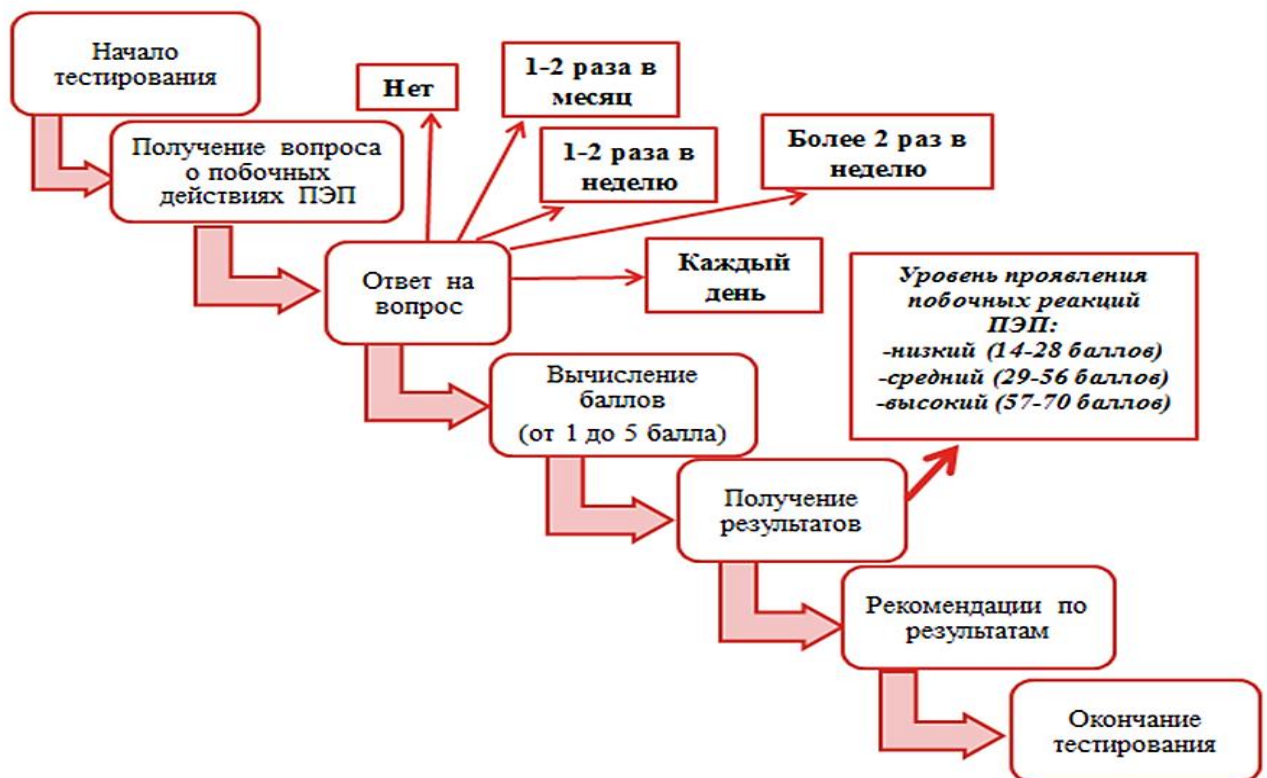 Начало
тестирования
Получение вопроса
о побочных
действиях ПЭП
Нет
1-2 раза в
месяц
1-2 раза в
неделю
Более 2 раз в
неделю
Ответ на
вопрос
Каждый
день
Уровень проявления
побочных реакций
ПЭП:
-низкий (14-28 баллов)
-средний (29-56 баллов)
-высокий (57-70 баллов)
Вычисление
баллов
(от 1 до 5 балла)
Получение
результатов
Рекомендации по
результатам
Окончание
тестирования